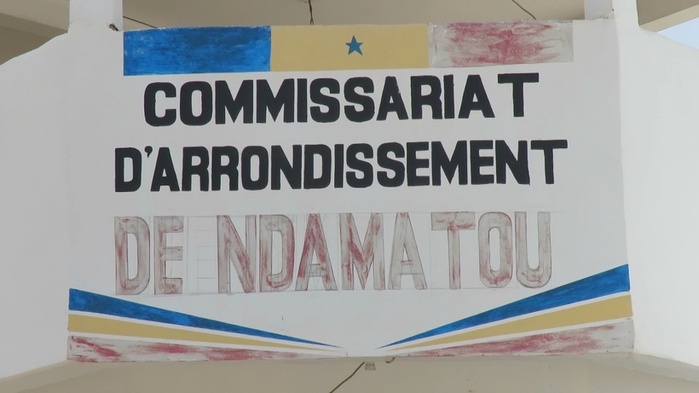 COMMISSARIAT
D'ARRONDISSEMENT
DE NDAMATOU